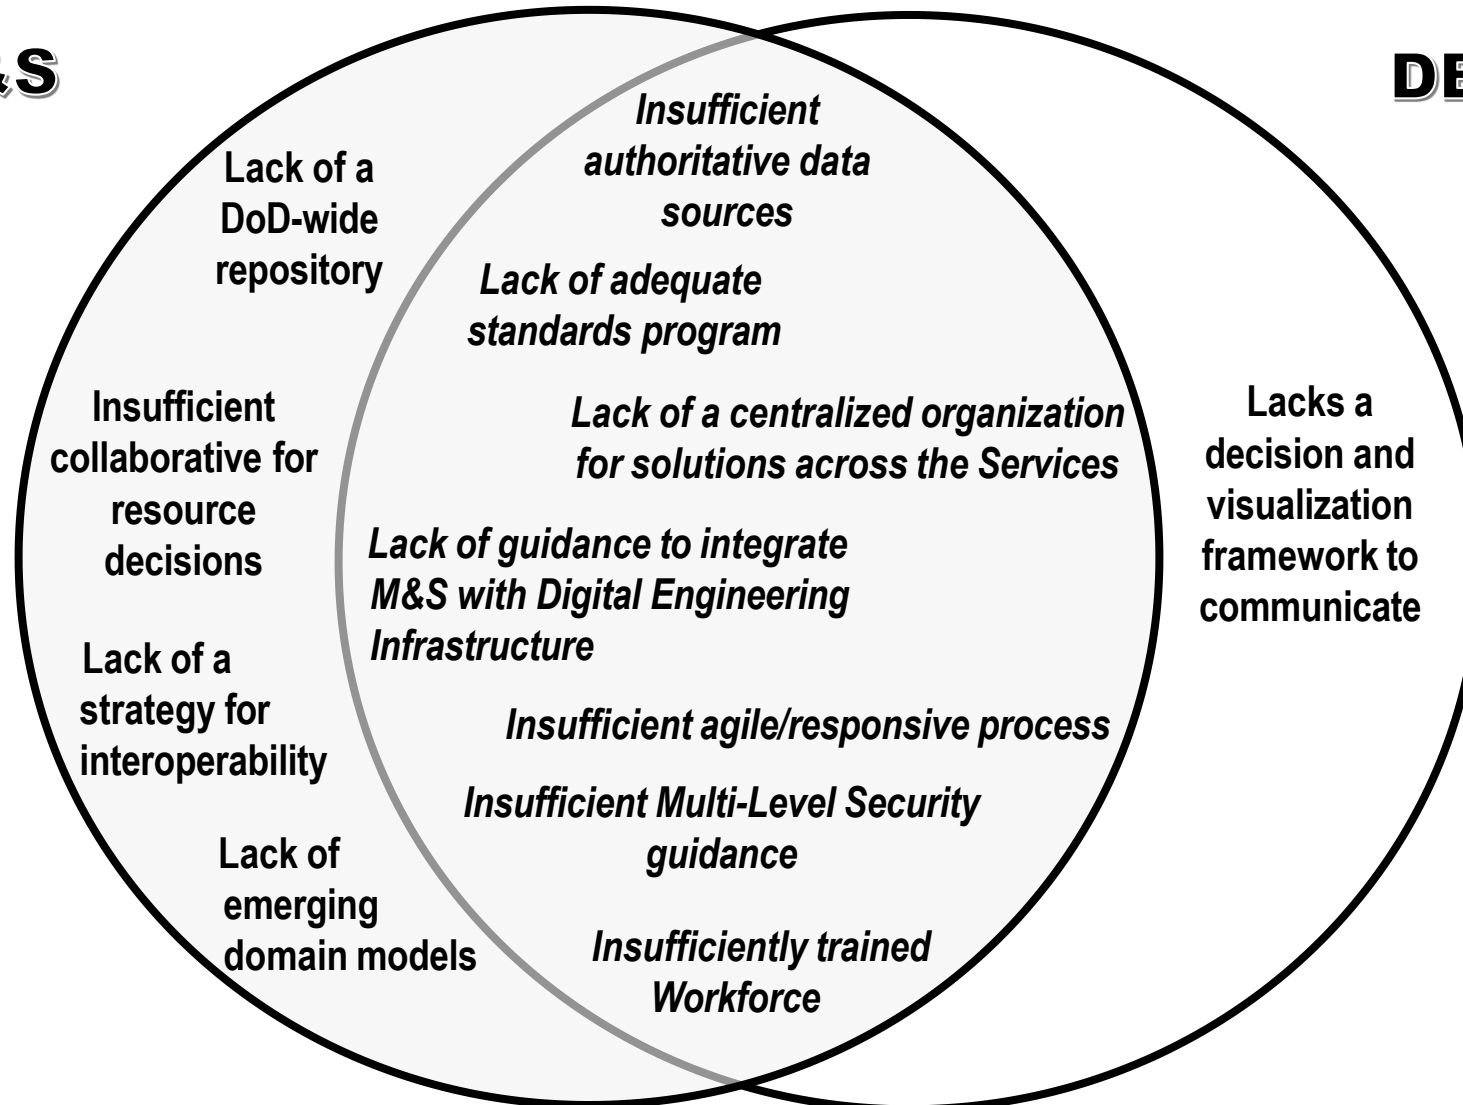 &S
DE
Lack of a
DoD-wide
repository
Insufficient
collaborative for
resource
decisions
Lack of a
strategy for
interoperability
Lack of
emerging
domain models
Insufficient
authoritative data
sources
Lack of adequate
standards program
Lack of a centralized organization
for solutions across the Services
Lack of guidance to integrate
M&S with Digital Engineering
Infrastructure
Insufficient agile/responsive process
Insufficient Multi-Level Security
guidance
Insufficiently trained
Workforce
Lacks a
decision and
visualization
framework to
communicate